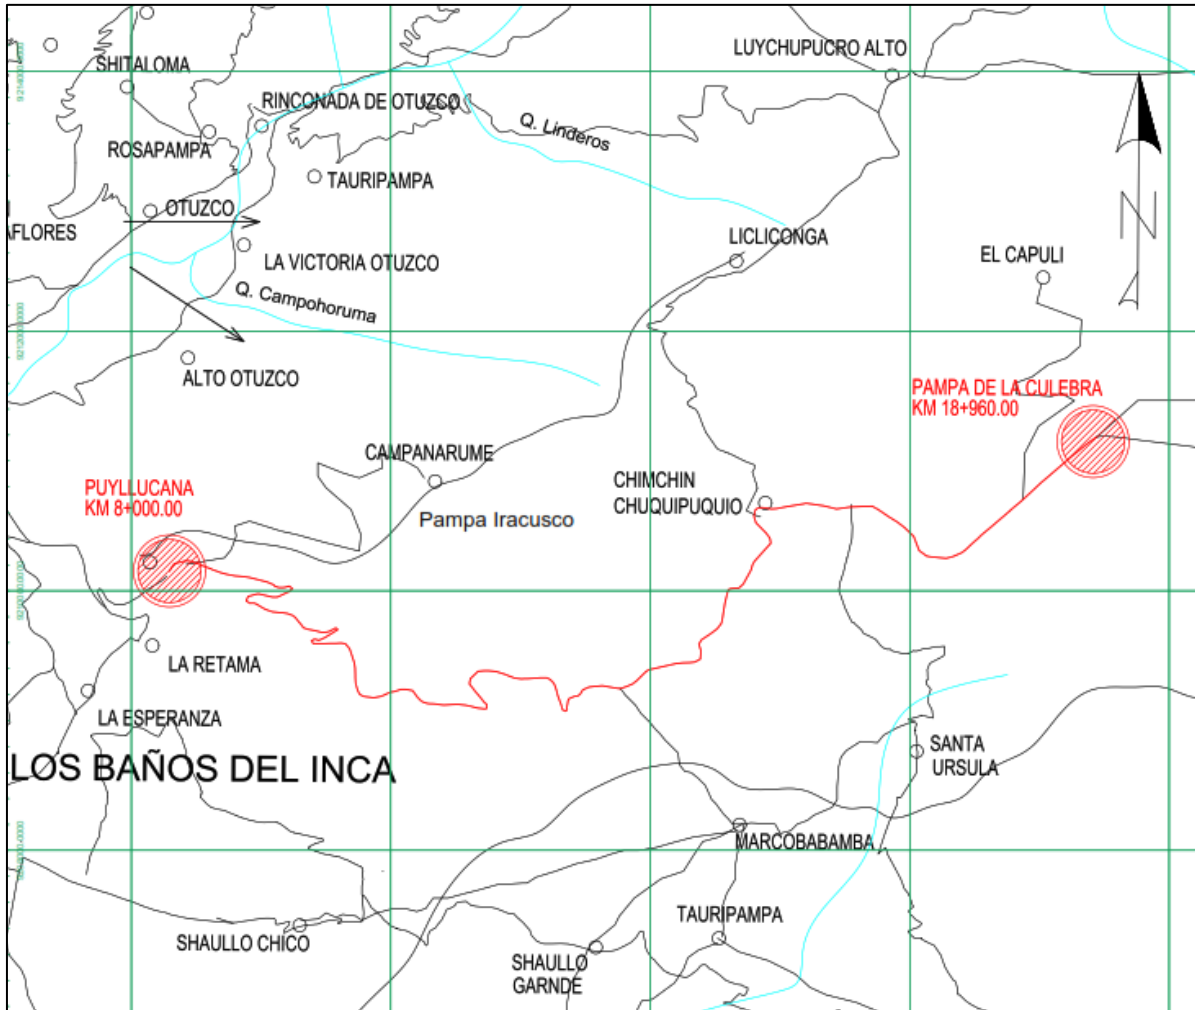 LUYCHUPUCRO ALTO
SHITALOMA
RINCONADA DE OTUZCO
Q. Linderos
ROSAPAMPA
TAURIPAMPA
OTUZCO
AFLORES
LICLICONGA
LA VICTORIA OTUZCO
EL CAPULI
N
Q. Campohoruma
ALTO OTUZCO
PAMPA DE LA CULEBRA
KM 18+960.00
CAMPANARUME
CHIMCHIN
CHUQUIPUQUIO
PUYLLUCANA
KM 8+000.00
Pampa Iracusco
LA RETAMA
LA ESPERANZA
LOS BAÑOS DEL INCA
SANTA
URSULA
MARCOBABAMBA
TAURIPAMPA
SHAULLO CHICO
SHAULLO
GARNDE